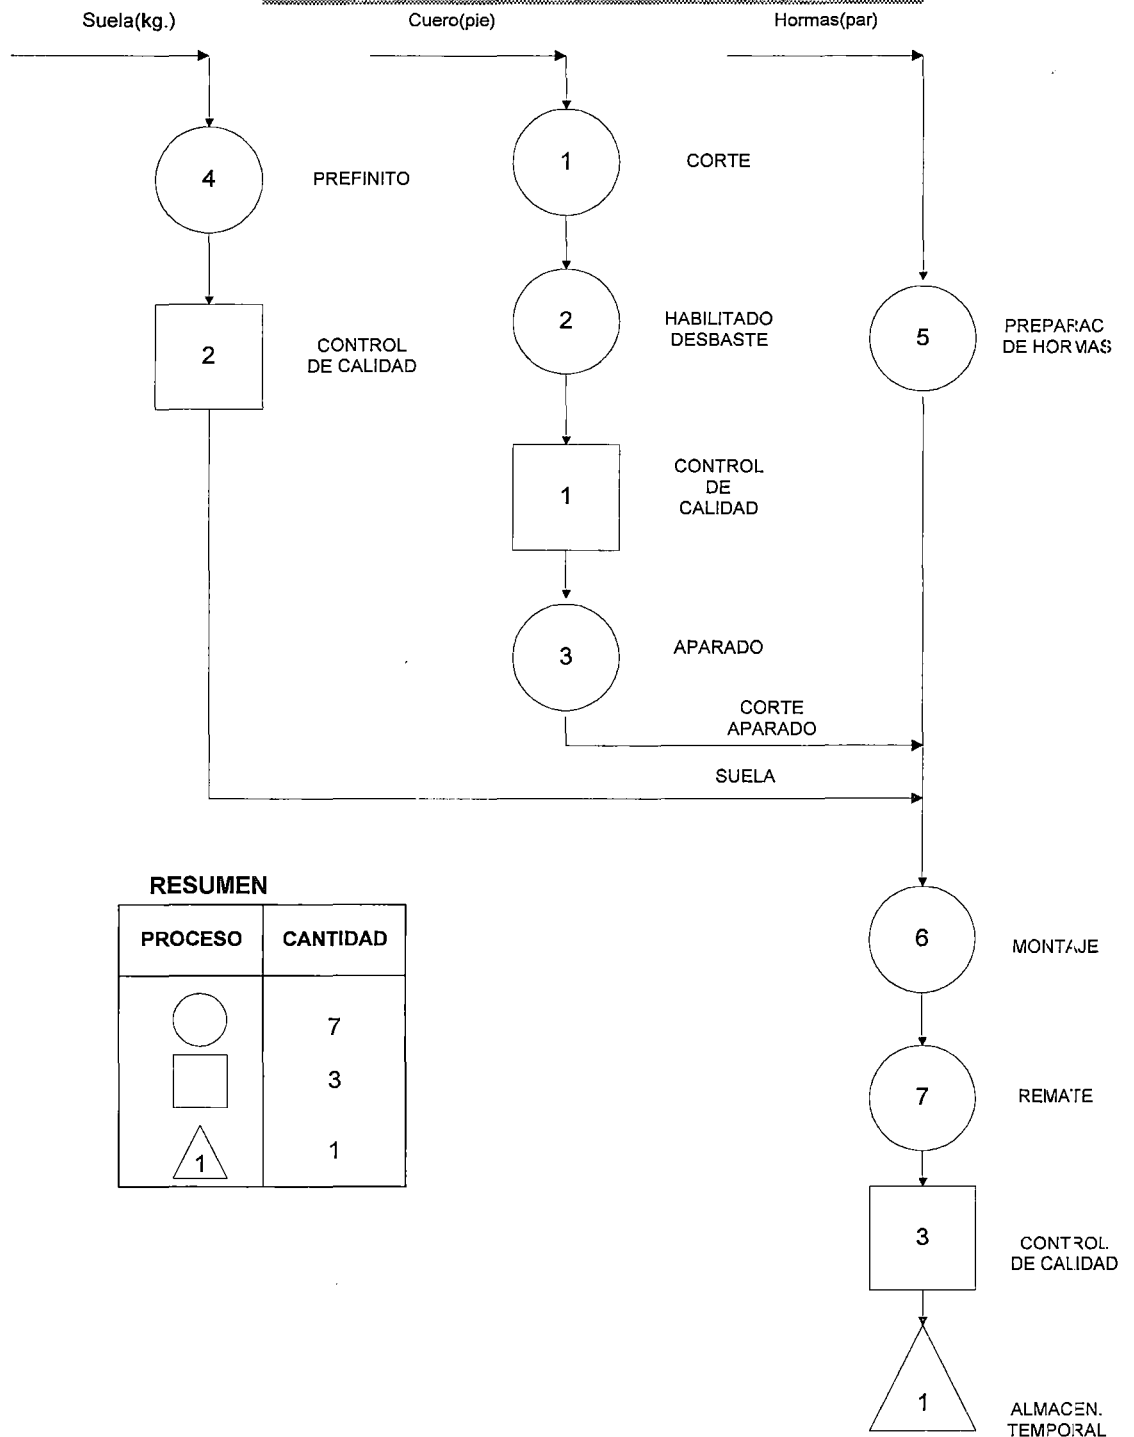 Suela(kg.)
Cuero(pie)
Hormas(par)
4
PREFINITO
2
CONTROL
DE CALIDAD
1
CORTE
2
HABILITADO
DESBASTE
1
CONTROL
DE
CALIDAD
3
APARADO
CORTE
APARADO
SUELA
5
PREPARAC
DE HORMAS
6
MONTAJE
7
REMATE
3
CONTROL
DE CALIDAD
1
ALMACEN.
TEMPORAL
RESUMEN
PROCESO CANTIDAD
7
3
1 1